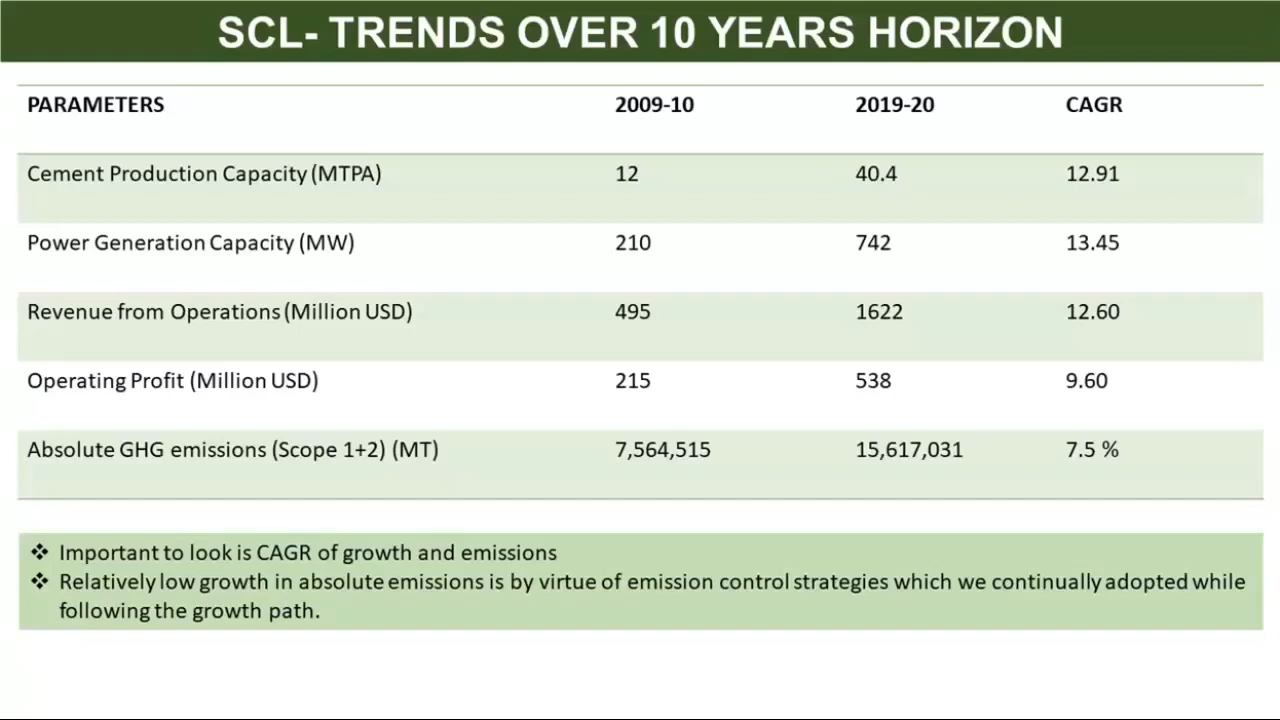 SCL- TRENDS OVER 10 YEARS HORIZON
PARAMETERS 2009-10 2019-20 CAGR
Cement Production Capacity (MTPA) 12 40.4 12.91
Power Generation Capacity (MW) 210 742 13.45
Revenue from Operations (Million USD) 495 1622 12.60
Operating Profit (Million USD) 215 538 9.60
Absolute GHG emissions (Scope 1+2) (MT) 7,564,515 15,617,031 7.5 %
❖ Important to look is CAGR of growth and emissions
❖ Relatively low growth in absolute emissions is by virtue of emission control strategies which we continually adopted while
following the growth path.